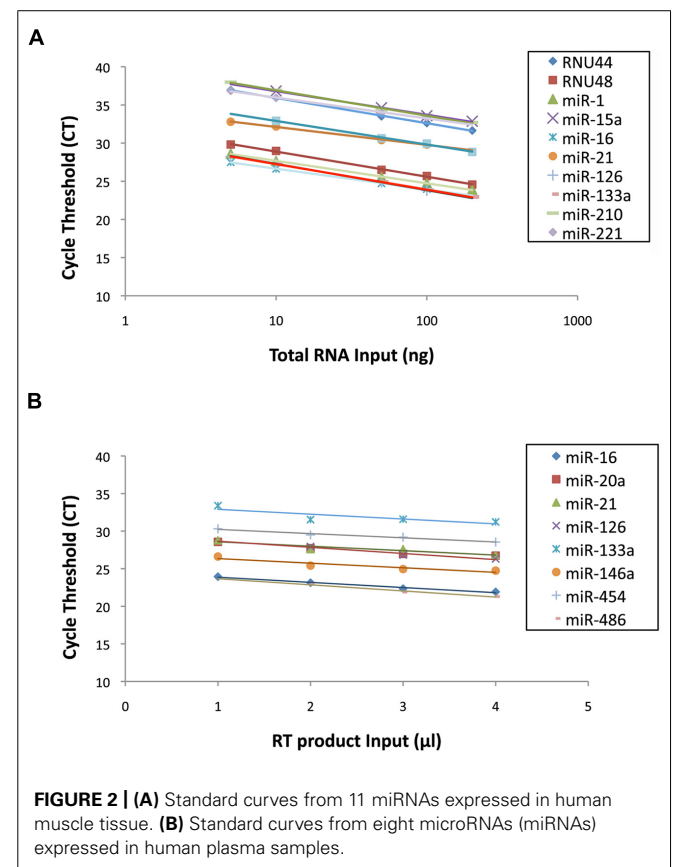 A
40
35
30
25
20
15
10
Cycle Threshold (CT)
1
10
100
1000
Total RNA Input (ng)
RNU44
RNU48
miR-1
miR-15a
miR-16
miR-21
miR-126
miR-133a
miR-210
miR-221
B
40
35
30
25
20
15
10
Cycle Threshold (CT)
0
1
2
3
4
5
RT product Input (µl)
miR-16
miR-20a
miR-21
miR-126
miR-133a
miR-146a
miR-454
miR-486
FIGURE 2 | (A) Standard curves from 11 miRNAs expressed in human
muscle tissue. (B) Standard curves from eight microRNAs (miRNAs)
expressed in human plasma samples.